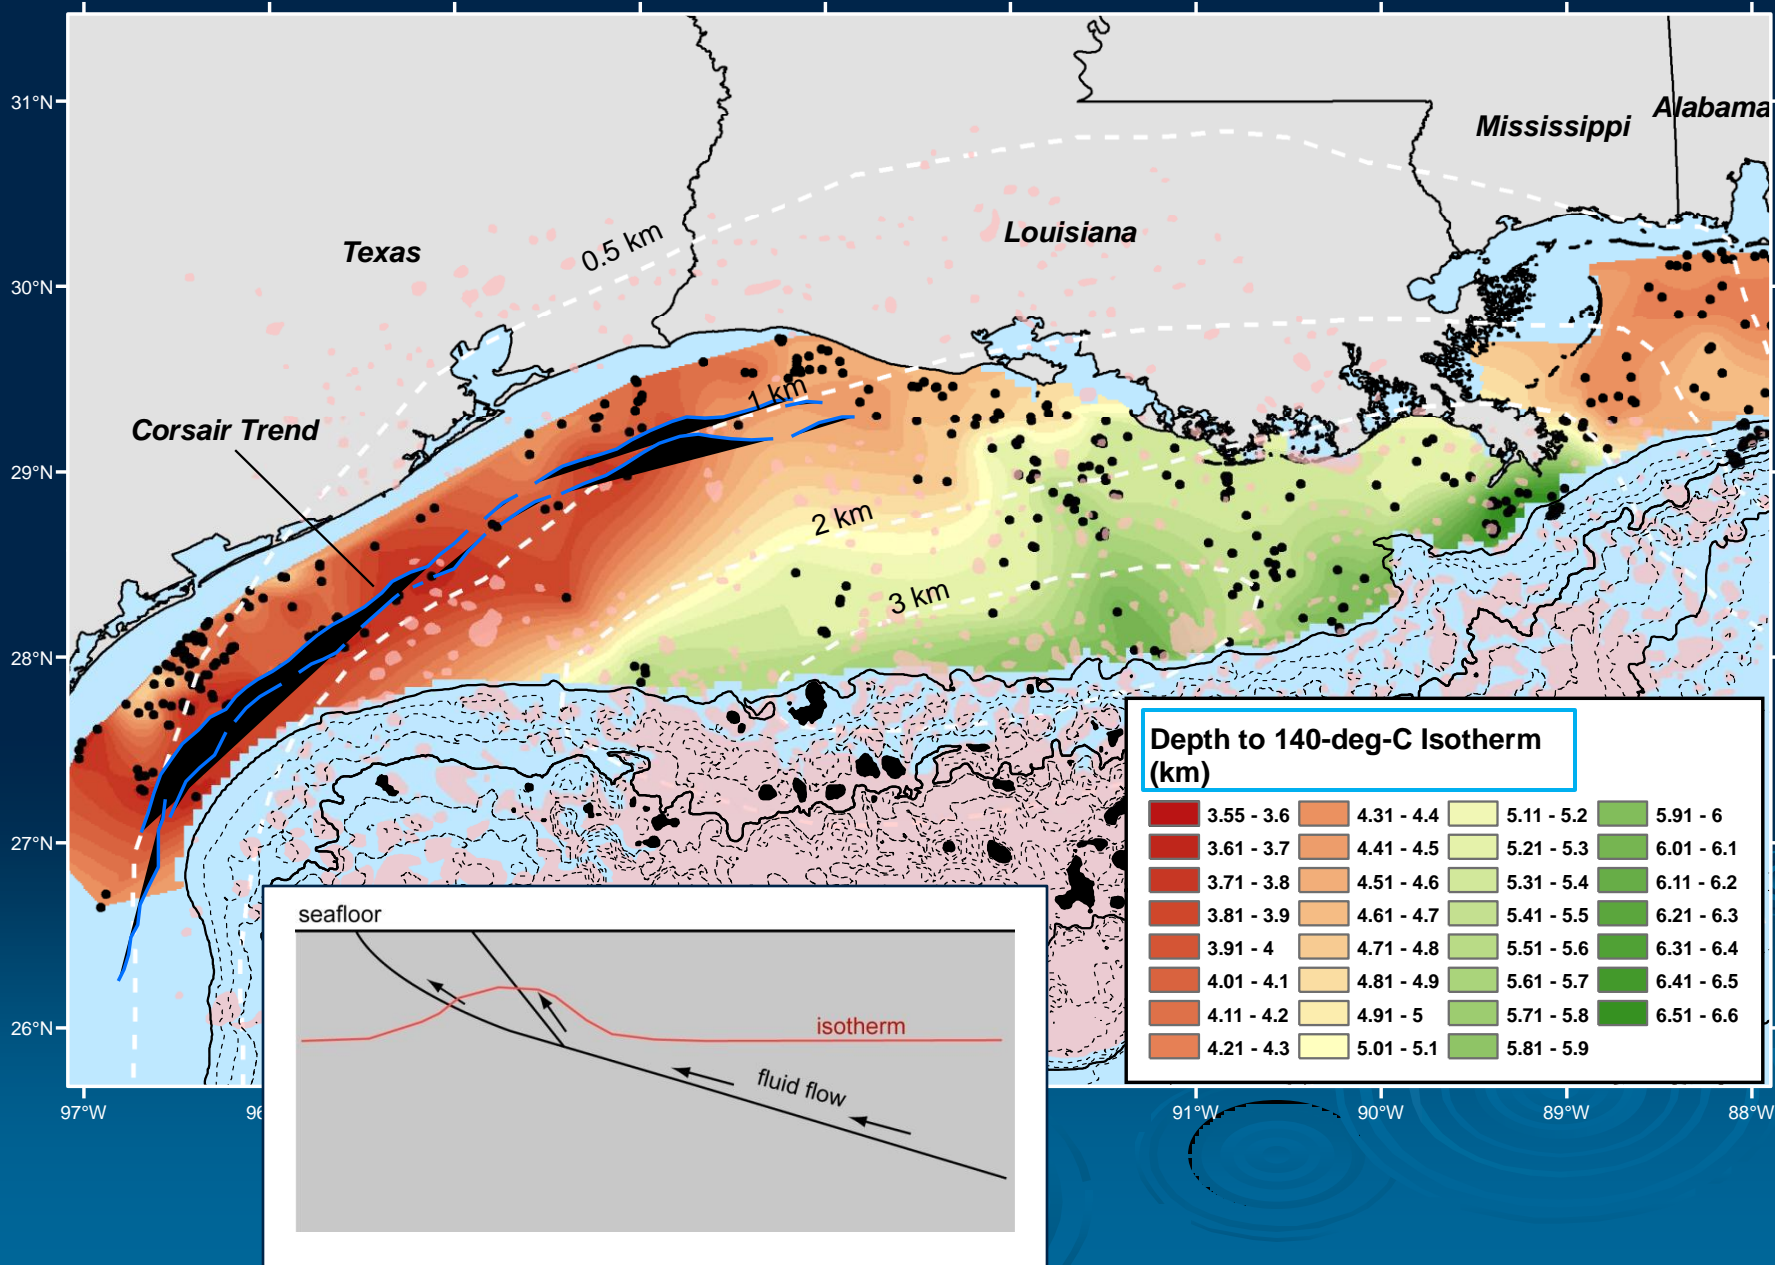 31°N
Alabama
Mississippi
Texas
0.5 km
Louisiana
30°N
1 km
Corsair Trend
29°N
2 km
3 km
28°N
Depth to 140-deg-C Isotherm
(km)
3.55 - 3.6 4.31 - 4.4 5.11 - 5.2 5.91 - 6
3.61 - 3.7 4.41 - 4.5 5.21 - 5.3 6.01 - 6.1
3.71 - 3.8 4.51 - 4.6 5.31 - 5.4 6.11 - 6.2
3.81 - 3.9 4.61 - 4.7 5.41 - 5.5 6.21 - 6.3
3.91 - 4 4.71 - 4.8 5.51 - 5.6 6.31 - 6.4
4.01 - 4.1 4.81 - 4.9 5.61 - 5.7 6.41 - 6.5
4.11 - 4.2 4.91 - 5 5.71 - 5.8 6.51 - 6.6
4.21 - 4.3 5.01 - 5.1 5.81 - 5.9
27°N
seafloor
26°N
isotherm
fluid flow
97°W 96 91°W 90°W 89°W 88°W